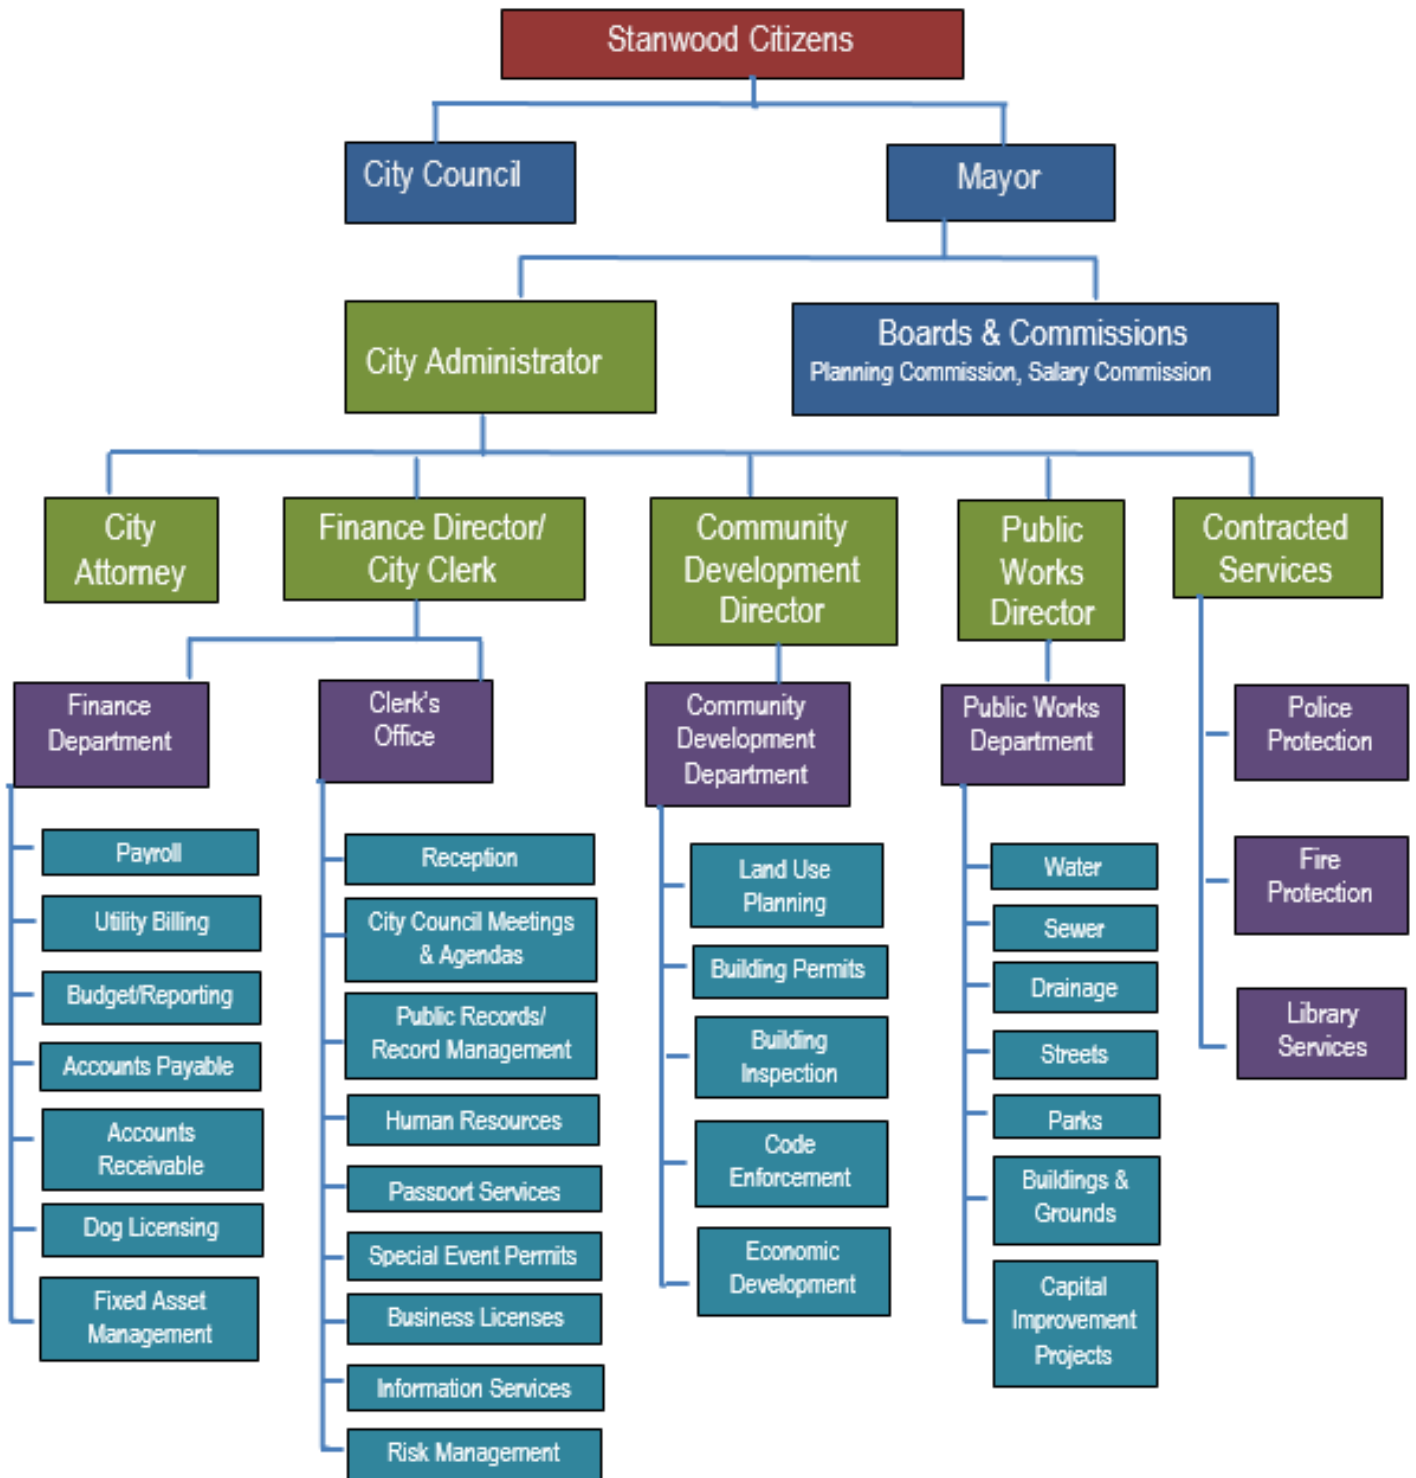 Stanwood Citizens
City Council
Mayor
City Administrator
Boards & Commissions
Planning Commission, Salary Commission
City
Attorney
Finance Director/
City Clerk
Community
Development
Director
Public
Works
Director
Contracted
Services
Finance
Department
Payroll
Utility Billing
Budget/Reporting
Accounts Payable
Accounts
Receivable
Dog Licensing
Fixed Asset
Management
Clerk's
Office
Reception
City Council Meetings
& Agendas
Public Records/
Record Management
Human Resources
Passport Services
Special Event Permits
Business Licenses
Information Services
Risk Management
Community
Development
Department
Land Use
Planning
Building Permits
Building
Inspection
Code
Enforcement
Economic
Development
Public Works
Department
Water
Sewer
Drainage
Streets
Parks
Buildings &
Grounds
Capital
Improvement
Projects
Police
Protection
Fire
Protection
Library
Services